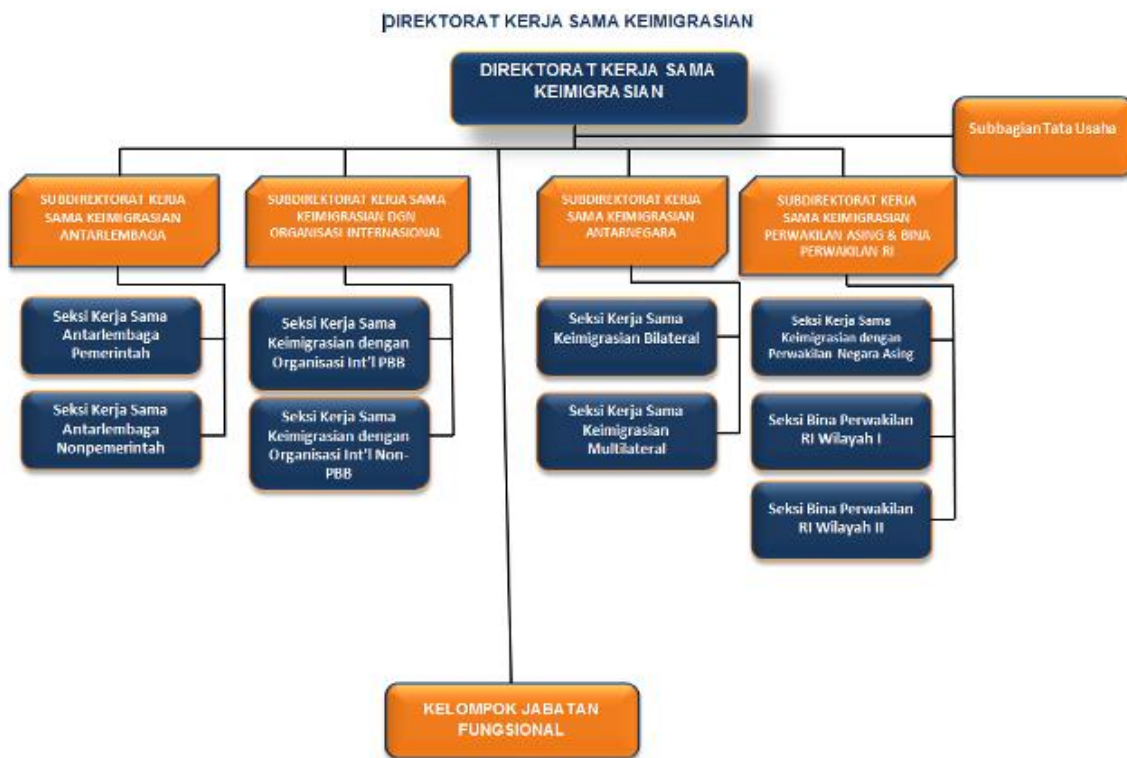 DIREKTORAT KERJA SAMA KEIMIGRASIAN
DIREKTORAT KERJA SAMA
KEIMIGRASIAN
Subbagian Tata Usaha
SUBDIREKTORAT KERJA
SAMA KEIMIGRASIAN
ANTARLEMBAGA
SUBDIREKTORAT KERJA SAMA
KEIMIGRASIAN DGN
ORGANISASI INTERNASIONAL
SUBDIREKTORAT KERJA
SAMA KEIMIGRASIAN
ANTARNEGARA
SUBDIREKTORAT KERJA
SAMA KEIMIGRASIAN
PERWAKILAN ASING & BINA
PERWAKILAN RI
Seksi Kerja Sama
Antarlembaga
Pemerintah
Seksi Kerja Sama
Keimigrasian dengan
Organisasi Int'l PBB
Seksi Kerja Sama
Keimigrasian Bilateral
Seksi Kerja Sama
Keimigrasian dengan
Perwakilan Negara Asing
Seksi Kerja Sama
Antarlembaga
Nonpemerintah
Seksi Kerja Sama
Keimigrasian dengan
Organisasi Int'l Non-
PBB
Seksi Kerja Sama
Keimigrasian
Multilateral
Seksi Bina Perwakilan
RI Wilayah I
Seksi Bina Perwakilan
RI Wilayah II
KELOMPOK JABATAN
FUNGSIONAL